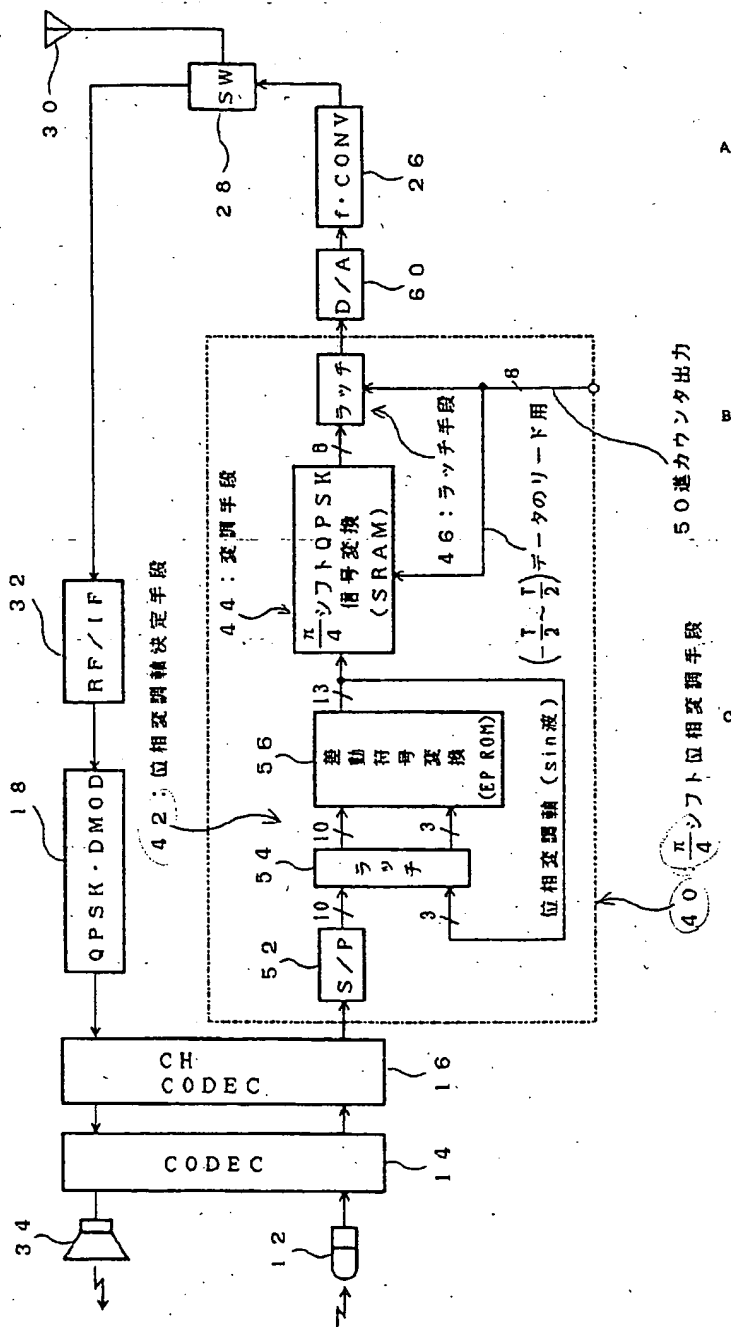 30
SW
28
f・CONV
26
D/A
60
ラッチ
46：ラッチ手段
8
50進カウンタ出力
8
π/4シフトQPSK
信号変換
(SRAM)
44：変調手段
(-T/2～T/2)データのリード用
13
差動符号変換
(EP ROM)
56
42：位相変調軸決定手段
10
3
ラッチ
54
10
3
位相変調軸 (sin波)
S/P
52
40 π/4シフト位相変調手段
RF/IF
32
QPSK・DMOD
18
CH
CODEC
16
CODEC
14
34
12
A
B
C